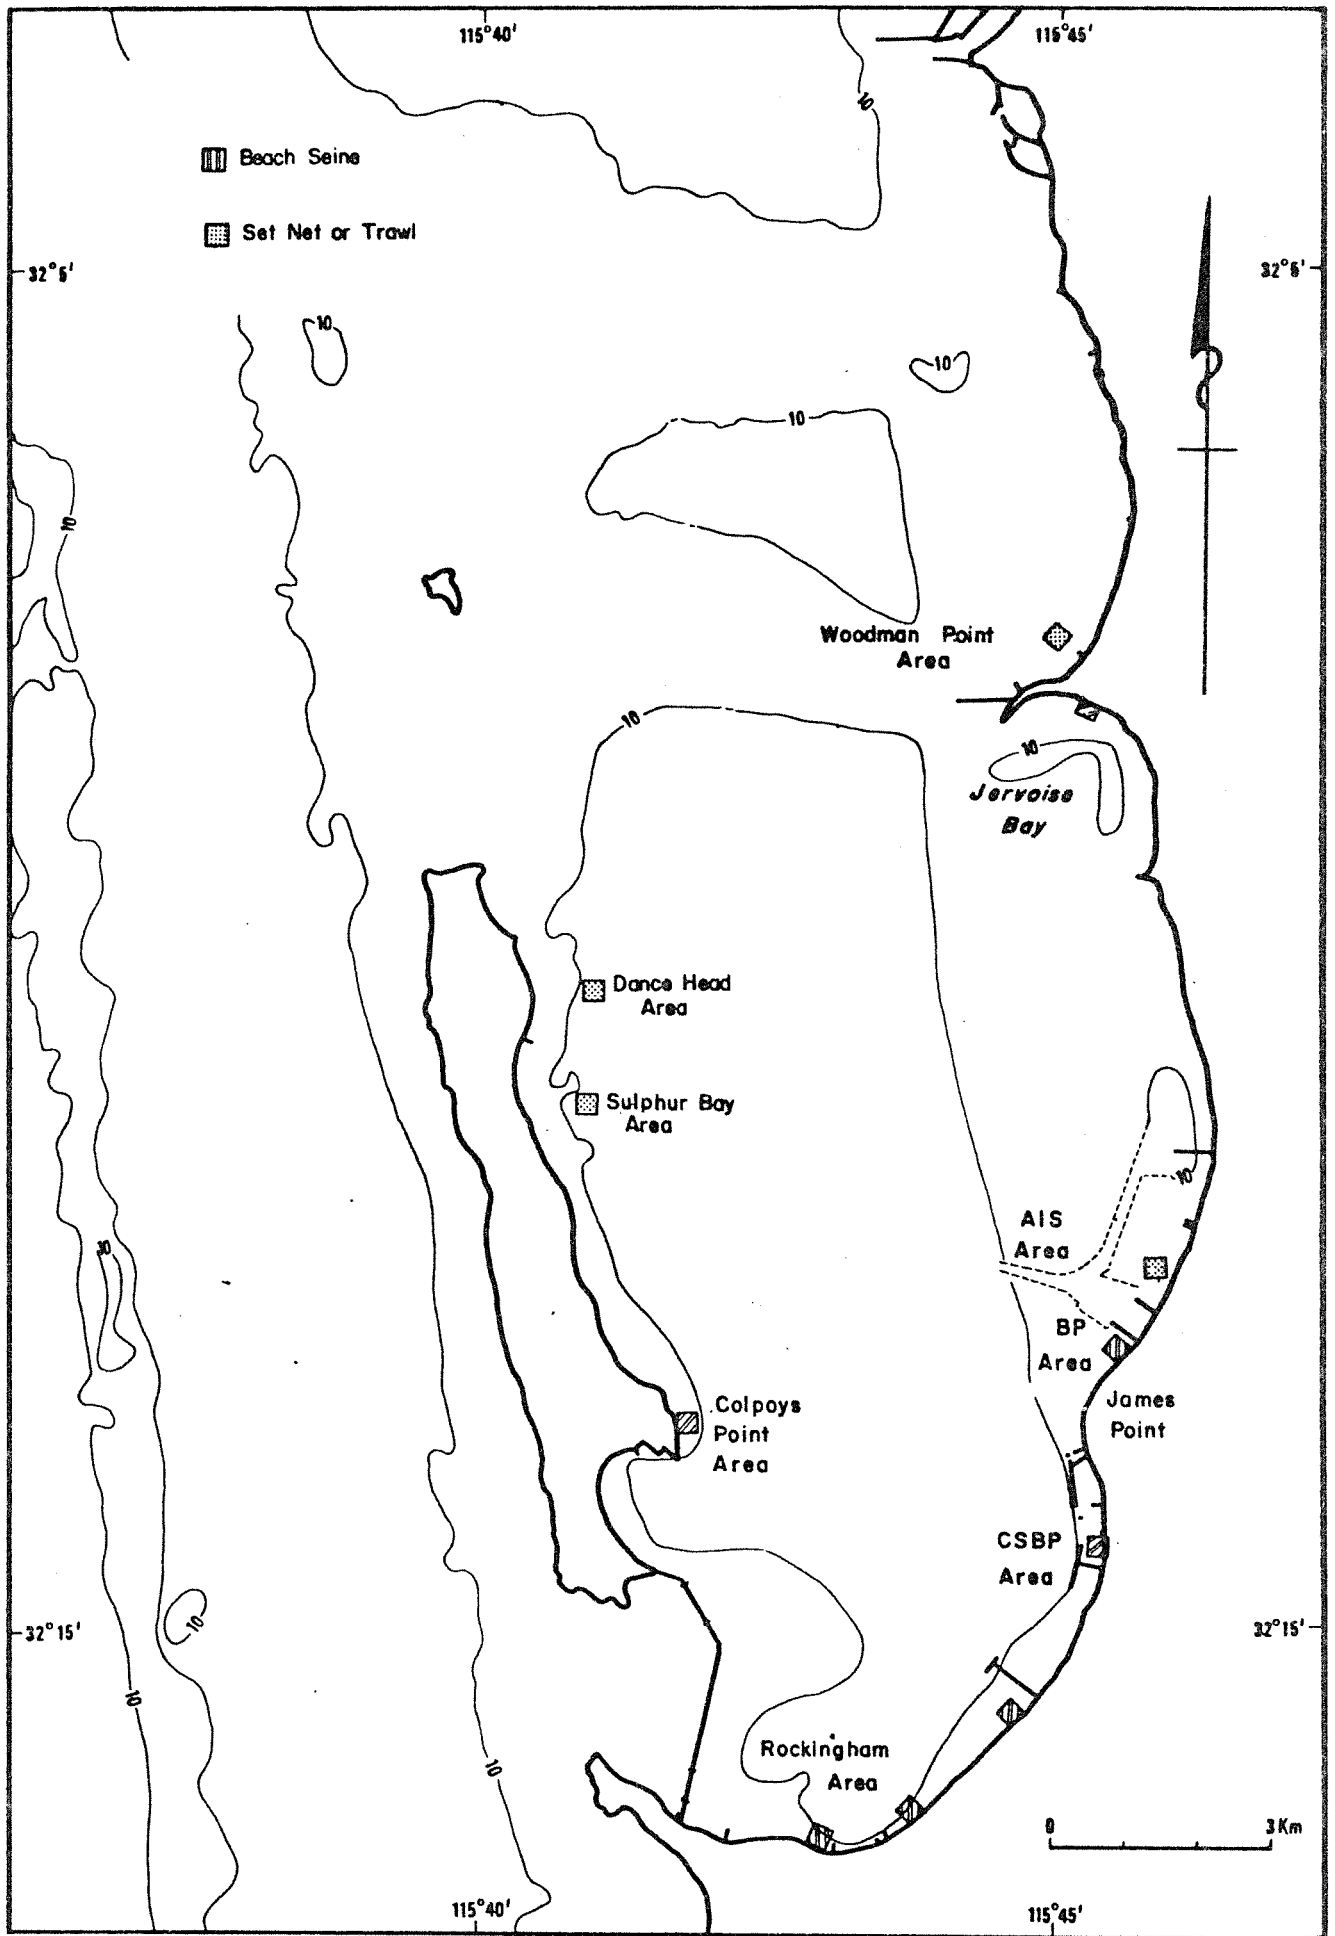 115°40'
115°45'
10
Beach Seine
Set Net or Trawl
32°5'
32°5'
10
10
10
10
Woodman Point
Area
10
10
Jervoise
Bay
Dance Head
Area
Sulphur Bay
Area
10
AIS
Area
30
BP
Area
James
Point
Colpoys
Point
Area
CSBP
Area
10
32°15'
32°15'
10
10
Rockingham
Area
0
3Km
115°40'
115°45'